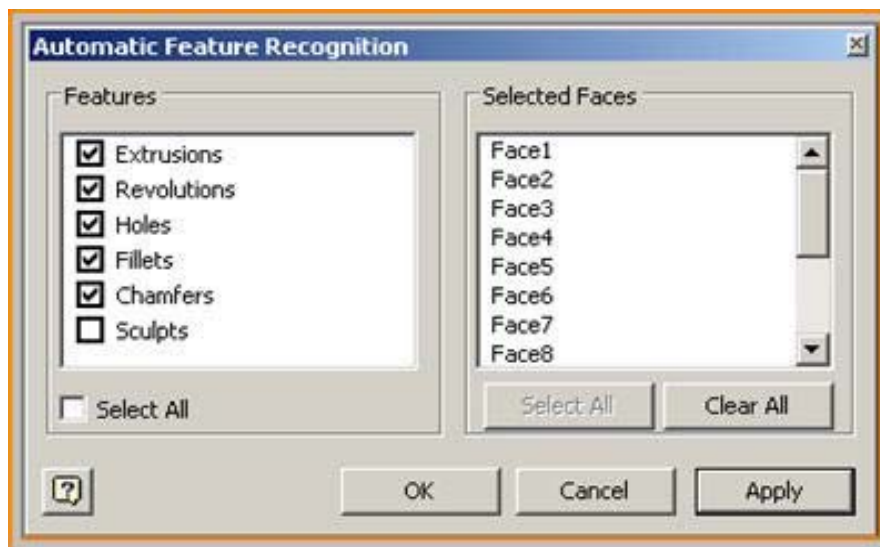 Automatic Feature Recognition
Features
Extrusions
Revolutions
Holes
Fillets
Chamfers
Sculpts
Select All
Selected Faces
Face1
Face2
Face3
Face4
Face5
Face6
Face7
Face8
Select All
Clear All
?
OK
Cancel
Apply